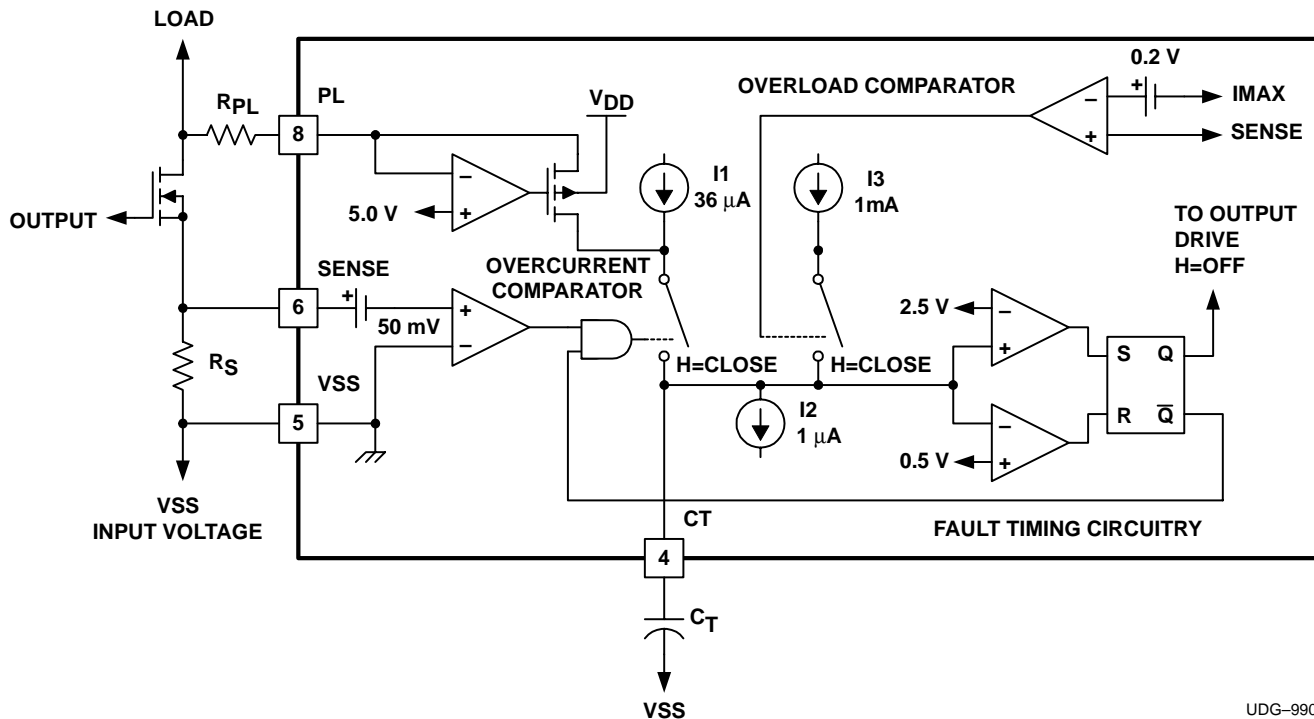 LOAD
RPL
PL
8
VDD
0.2 V
+
OVERLOAD COMPARATOR
–
+
IMAX
SENSE
–
+
5.0 V
I1
36 μA
I3
1mA
OUTPUT
TO OUTPUT
DRIVE
H=OFF
SENSE
OVERCURRENT
COMPARATOR
6
+
50 mV
+
–
2.5 V
–
+
RS
H=CLOSE
H=CLOSE
S Q
VSS
5
I2
1 μA
–
+
R Q̅
0.5 V
VSS
INPUT VOLTAGE
CT
FAULT TIMING CIRCUITRY
4
CT
VSS
UDG–990